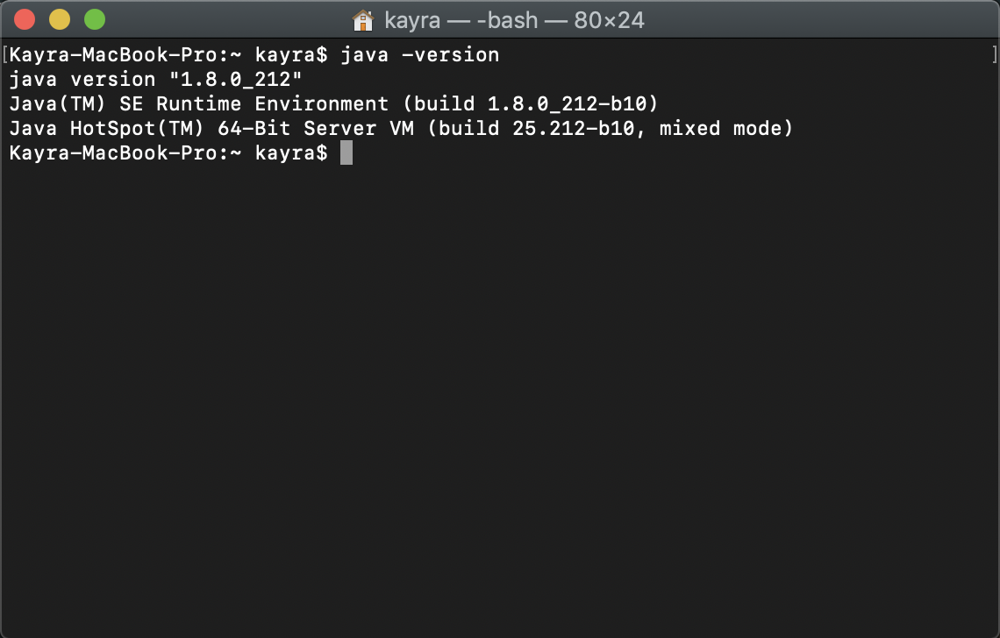 kayra — -bash — 80×24
[Kayra-MacBook-Pro:~ kayra$ java -version ]
java version "1.8.0_212"
Java(TM) SE Runtime Environment (build 1.8.0_212-b10)
Java HotSpot(TM) 64-Bit Server VM (build 25.212-b10, mixed mode)
Kayra-MacBook-Pro:~ kayra$